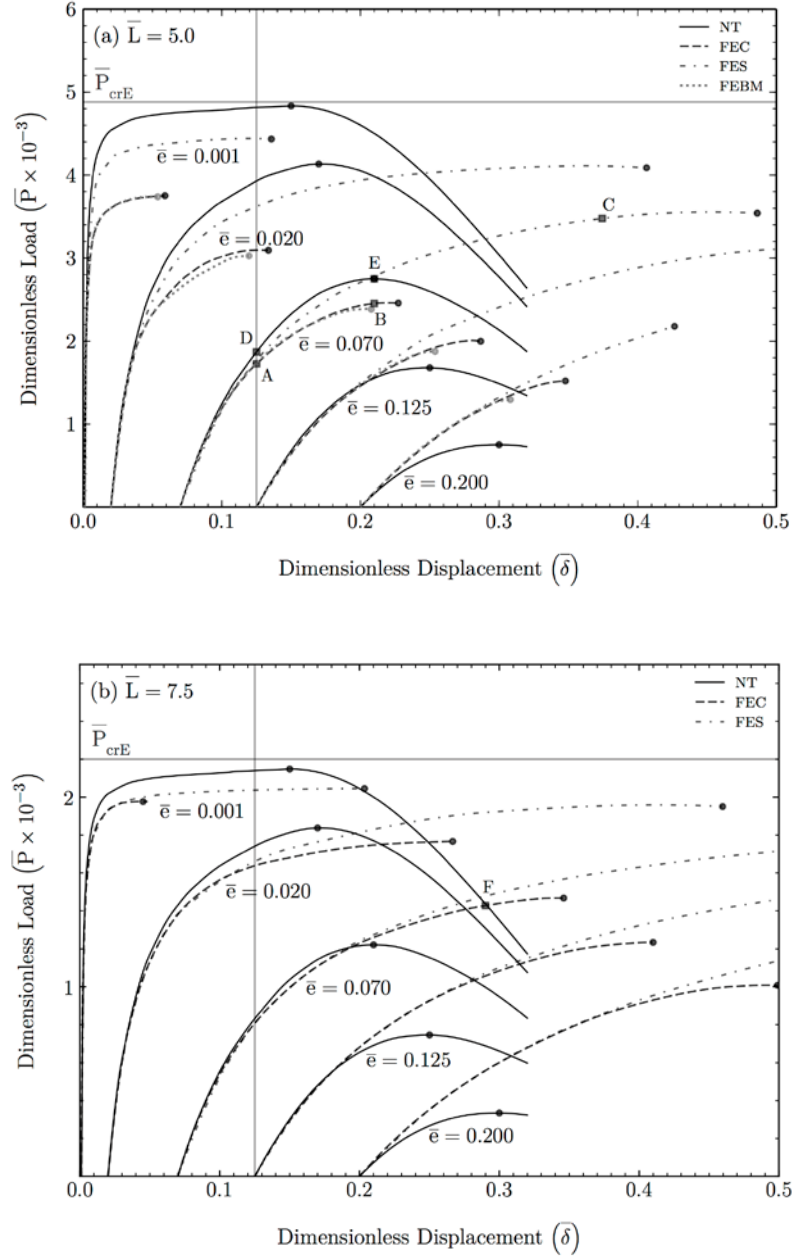 (a) L̅ = 5.0
NT
FEC
FES
FEBM
P̅crE
e̅ = 0.001
e̅ = 0.020
e̅ = 0.070
e̅ = 0.125
e̅ = 0.200
A
B
C
D
E
6
5
4
3
2
1
0.0 0.1 0.2 0.3 0.4 0.5
Dimensionless Load (P̅ × 10⁻³)
Dimensionless Displacement (δ̅)
(b) L̅ = 7.5
NT
FEC
FES
P̅crE
e̅ = 0.001
e̅ = 0.020
e̅ = 0.070
e̅ = 0.125
e̅ = 0.200
F
2
1
0.0 0.1 0.2 0.3 0.4 0.5
Dimensionless Load (P̅ × 10⁻³)
Dimensionless Displacement (δ̅)